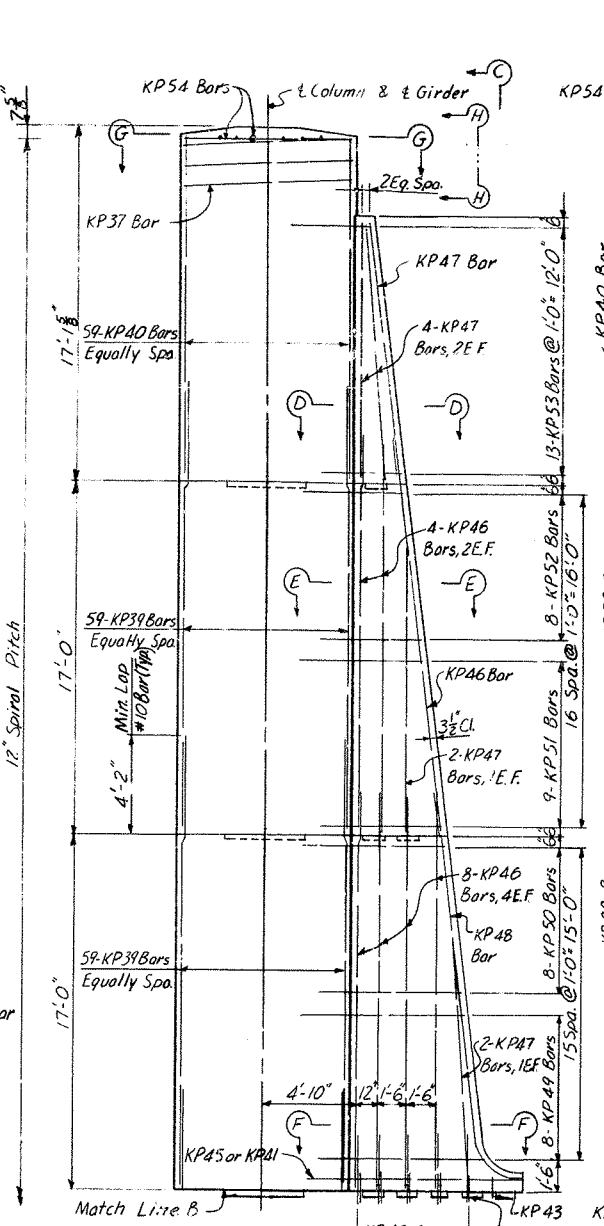 7 5/8"
KP54 Bars
℄ Column & ℄ Girder
C
KP54
G
G
H
H
2 Eq. Spa.
KP37 Bar
6
KP47 Bar
KP40 Bar
17'-1 5/8"
59-KP40 Bars
Equally Spa.
4-KP47
Bars, 2E.F.
13-KP53 Bars @ 1'-0"= 12'-0"
D
D
6 6
4-KP46
Bars, 2E.F.
8-KP52 Bars
E
E
12" Spiral Pitch
17'-0"
59-KP39 Bars
Equally Spa.
16 Spa. @ 1'-0"=16'-0"
Min. Lap
#10 Bar (Typ.)
KP46 Bar
3 1/2" Cl.
4'-2"
2-KP47
Bars, 1E.F.
9-KP51 Bars
6 6
8-KP46
Bars, 4E.F.
8-KP50 Bars
KP48
Bar
59-KP39 Bars
Equally Spa.
17'-0"
15 Spa. @ 1'-0"=15'-0"
2-KP47
Bars, 1E.F.
8-KP49 Bars
4'-10"
12"
1'-6"
1'-6"
F
F
KP45 or KP41
1'-6"
Match Line B
KP43